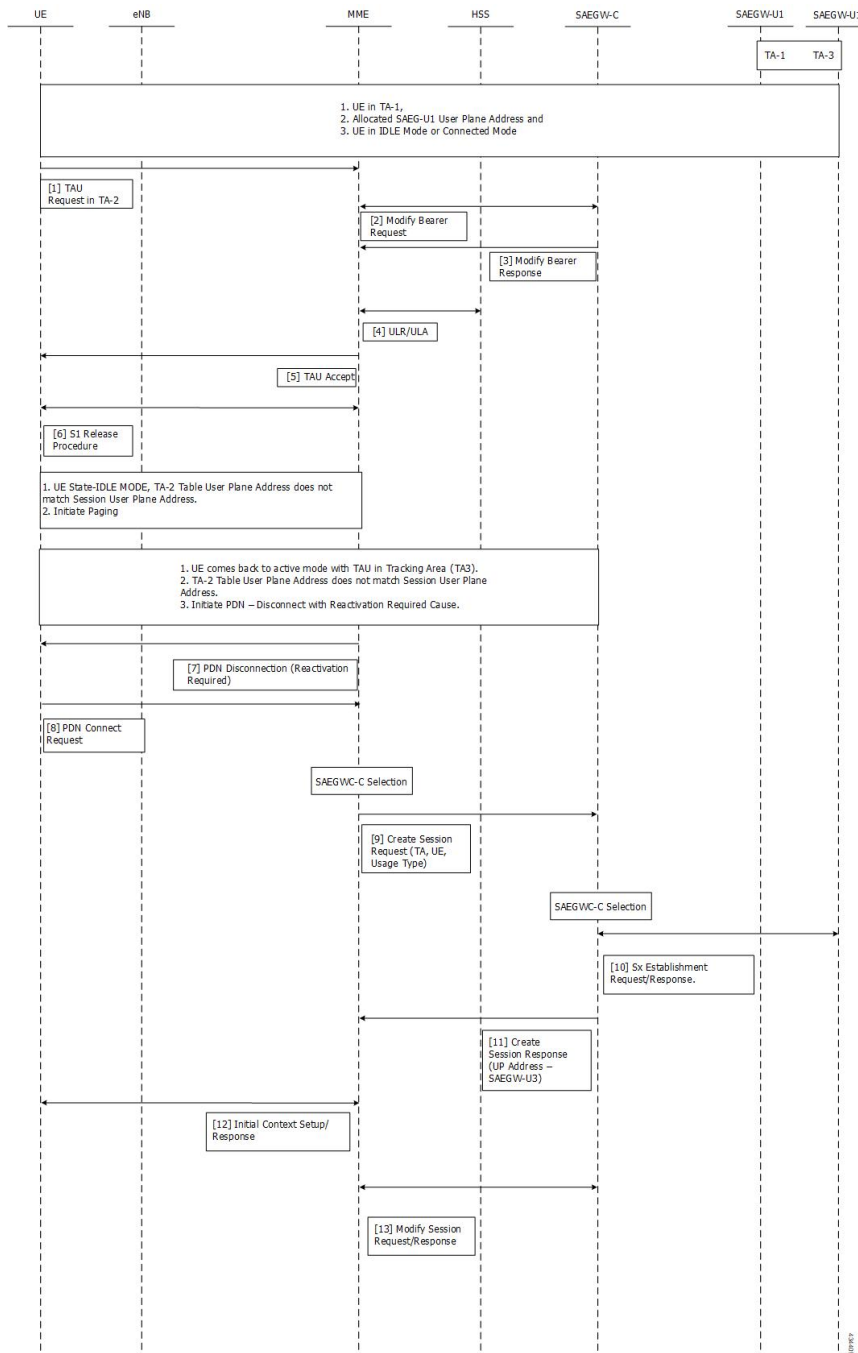 UE eNB MME HSS SAEGW-C SAEGW-U1 SAEGW-U1
TA-1 TA-3
1. UE in TA-1,
2. Allocated SAEG-U1 User Plane Address and
3. UE in IDLE Mode or Connected Mode
[1] TAU
Request in TA-2
[2] Modify Bearer
Request
[3] Modify Bearer
Response
[4] ULR/ULA
[5] TAU Accept
[6] S1 Release
Procedure
1. UE State-IDLE MODE, TA-2 Table User Plane Address does not
match Session User Plane Address.
2. Initiate Paging
1. UE comes back to active mode with TAU in Tracking Area (TA3).
2. TA-2 Table User Plane Address does not match Session User Plane
Address.
3. Initiate PDN – Disconnect with Reactivation Required Cause.
[7] PDN Disconnection (Reactivation
Required)
[8] PDN Connect
Request
SAEGWC-C Selection
[9] Create Session
Request (TA, UE,
Usage Type)
SAEGWC-C Selection
[10] Sx Establishment
Request/Response.
[11] Create
Session Response
(UP Address –
SAEGW-U3)
[12] Initial Context Setup/
Response
[13] Modify Session
Request/Response